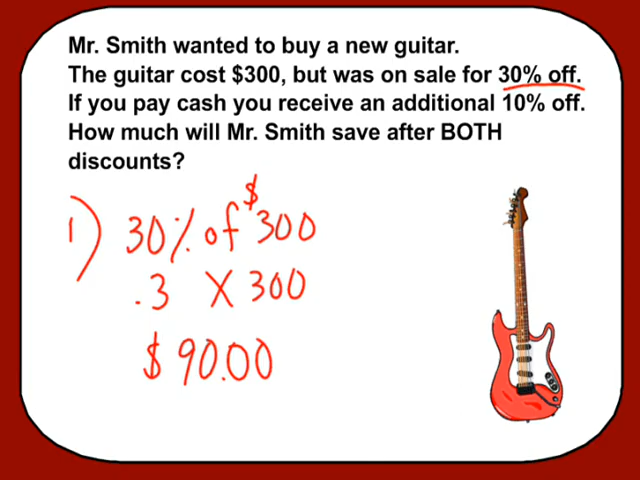 Mr. Smith wanted to buy a new guitar.
The guitar cost $300, but was on sale for 30% off.
If you pay cash you receive an additional 10% off.
How much will Mr. Smith save after BOTH
discounts?
1) 30% of $300
.3 X 300
$90.00